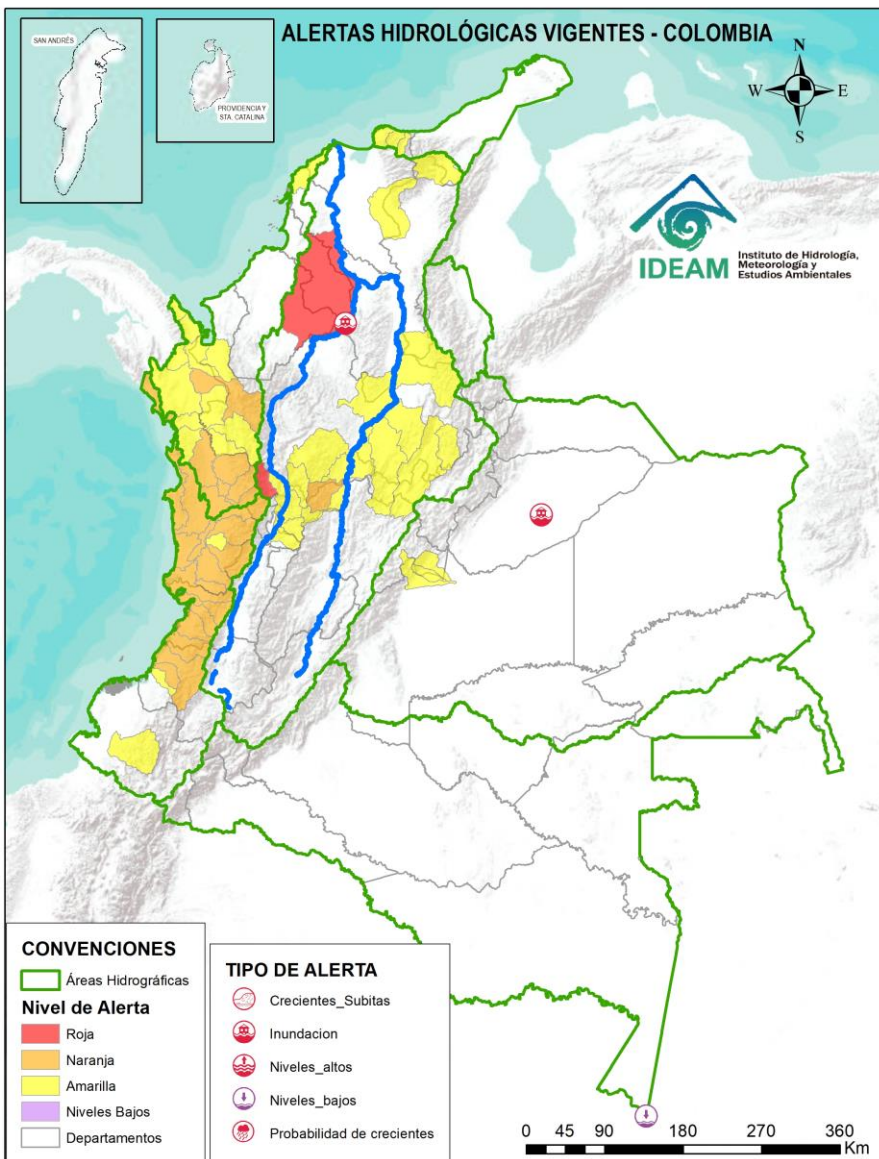 SAN ANDRÉS
PROVIDENCIA Y
STA. CATALINA
ALERTAS HIDROLÓGICAS VIGENTES - COLOMBIA
N
W
E
S
IDEAM
Instituto de Hidrología,
Meteorología y
Estudios Ambientales
CONVENCIONES
Áreas Hidrográficas
Nivel de Alerta
Roja
Naranja
Amarilla
Niveles Bajos
Departamentos
TIPO DE ALERTA
Crecientes_Subitas
Inundacion
Niveles_altos
Niveles_bajos
Probabilidad de crecientes
0 45 90 180 270 360
Km